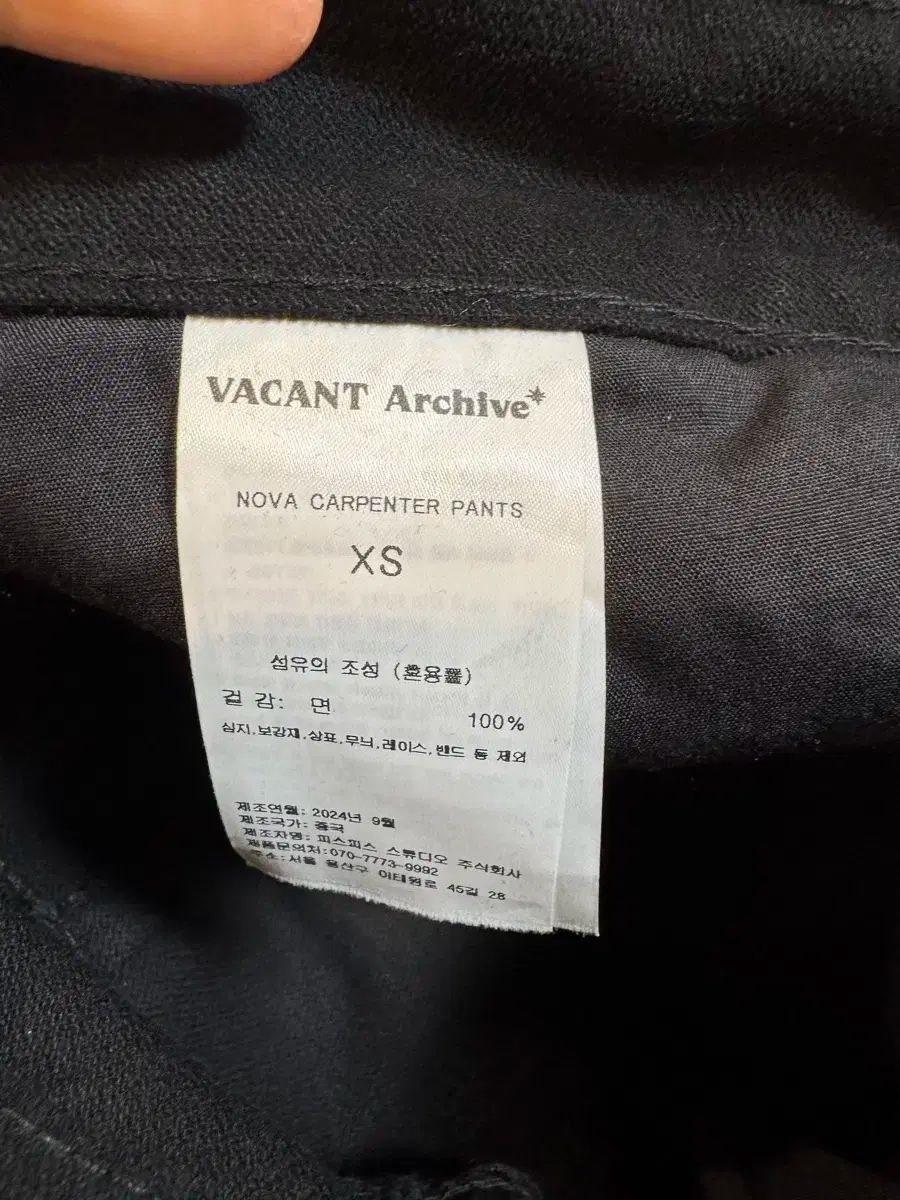 VACANT Archive*
NOVA CARPENTER PANTS
XS
섬유의 조성 (혼용률)
겉 감: 면 100%
심지,보강재,상표,무늬,레이스,밴드 등 제외
제조연월: 2024년 9월
제조국가: 중국
제조자명: 피스피스 스튜디오 주식회사
제품문의처:070-7773-9992
주소:서울 용산구 이태원로 45길 28